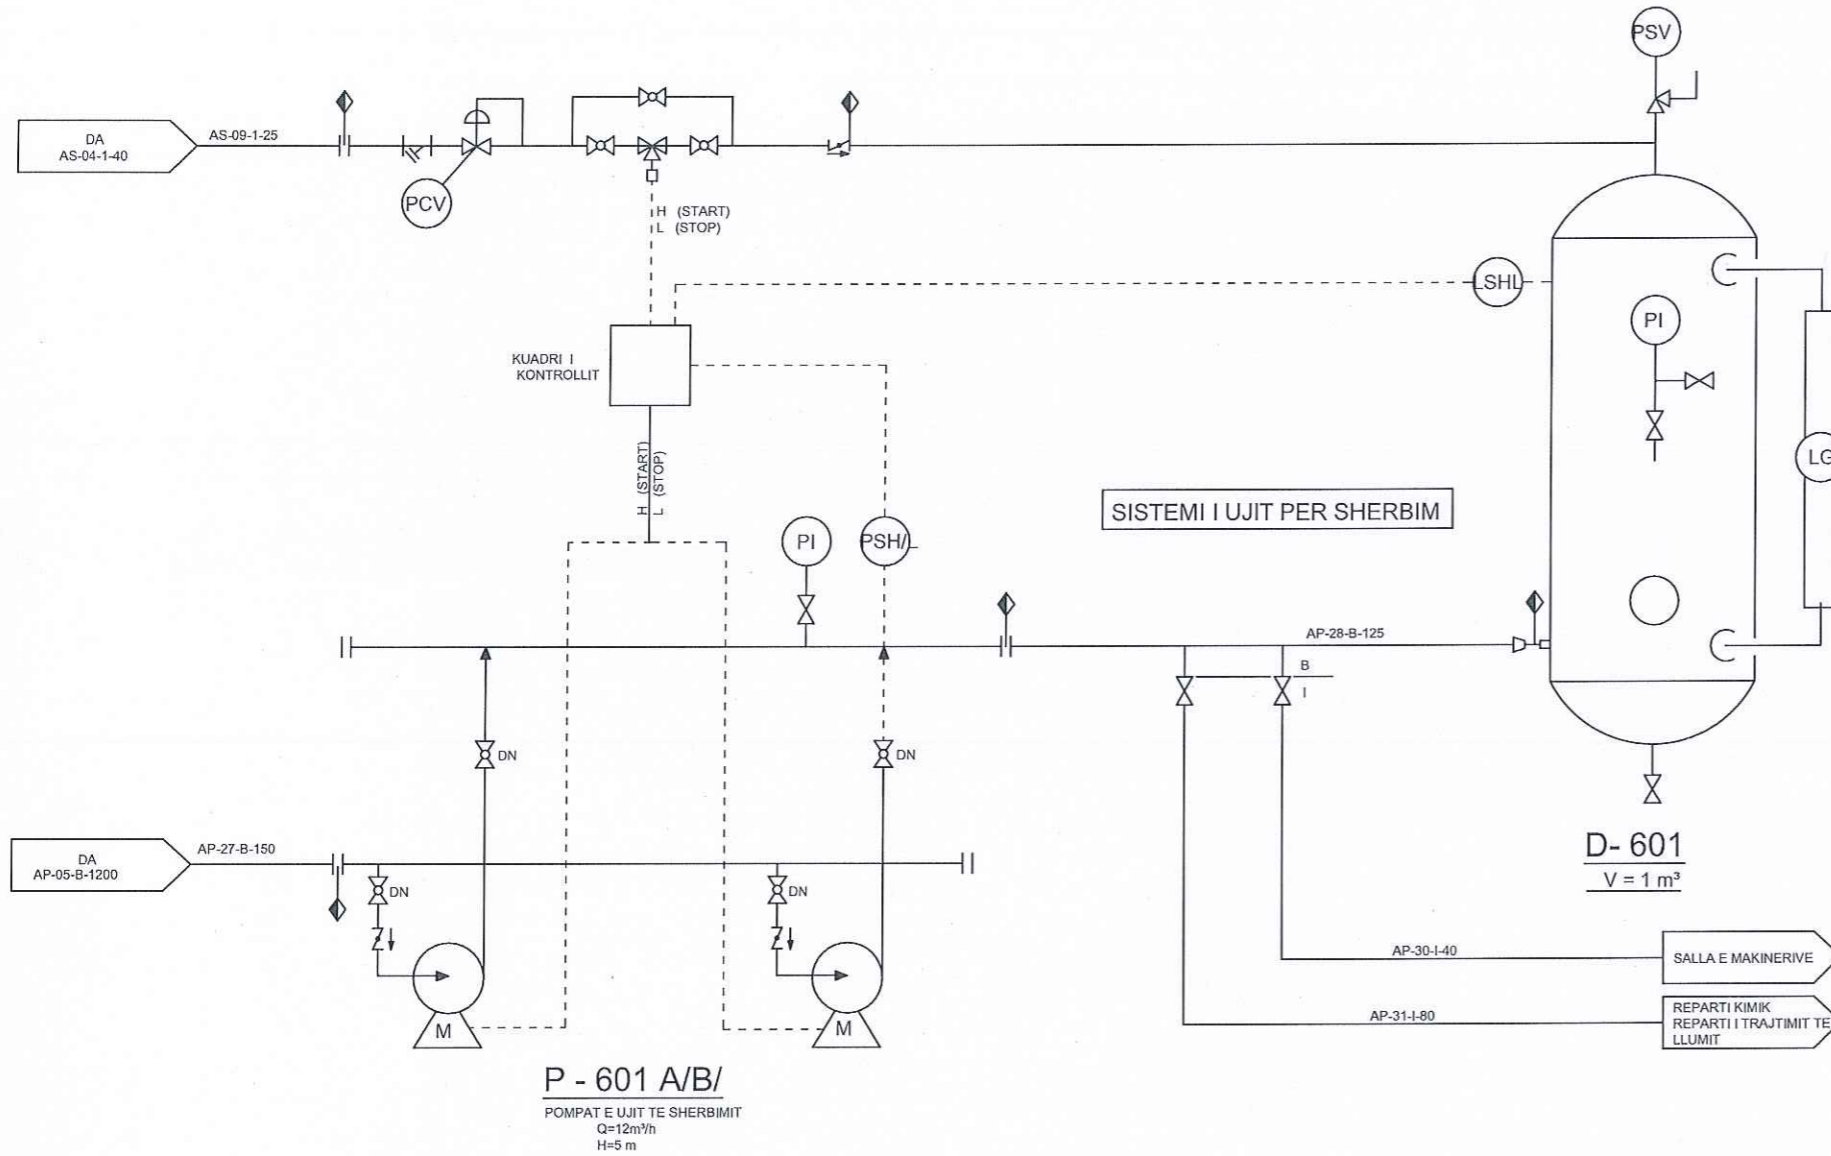 PSV
DA
AS-04-1-40
AS-09-1-25
PCV
H (START)
L (STOP)
LSHL
PI
KUADRI I
KONTROLLIT
H (START)
L (STOP)
LG
SISTEMI I UJIT PER SHERBIM
PI
PSH/L
AP-28-B-125
B
I
DN
DN
D- 601
V = 1 m³
DA
AP-05-B-1200
AP-27-B-150
DN
DN
AP-30-I-40
SALLA E MAKINERIVE
AP-31-I-80
REPARTI KIMIK
REPARTI I TRAJTIMIT TE
LLUMIT
M
M
P - 601 A/B/
POMPAT E UJIT TE SHERBIMIT
Q=12m³/h
H=5 m